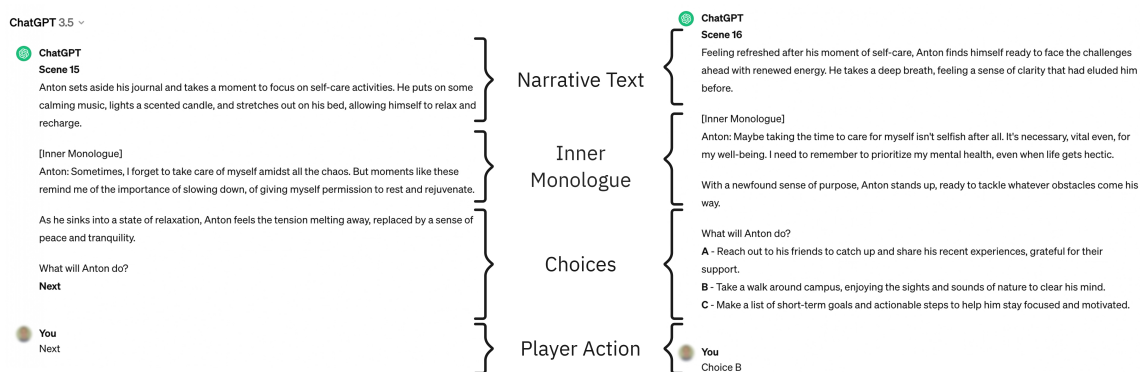 ChatGPT 3.5
ChatGPT
Scene 15
Anton sets aside his journal and takes a moment to focus on self-care activities. He puts on some
calming music, lights a scented candle, and stretches out on his bed, allowing himself to relax and
recharge.
[Inner Monologue]
Anton: Sometimes, I forget to take care of myself amidst all the chaos. But moments like these
remind me of the importance of slowing down, of giving myself permission to rest and rejuvenate.
As he sinks into a state of relaxation, Anton feels the tension melting away, replaced by a sense of
peace and tranquility.
What will Anton do?
Next
You
Next
Narrative Text
Inner
Monologue
Choices
Player Action
ChatGPT
Scene 16
Feeling refreshed after his moment of self-care, Anton finds himself ready to face the challenges
ahead with renewed energy. He takes a deep breath, feeling a sense of clarity that had eluded him
before.
[Inner Monologue]
Anton: Maybe taking the time to care for myself isn't selfish after all. It's necessary, vital even, for
my well-being. I need to remember to prioritize my mental health, even when life gets hectic.
With a newfound sense of purpose, Anton stands up, ready to tackle whatever obstacles come his
way.
What will Anton do?
A - Reach out to his friends to catch up and share his recent experiences, grateful for their
support.
B - Take a walk around campus, enjoying the sights and sounds of nature to clear his mind.
C - Make a list of short-term goals and actionable steps to help him stay focused and motivated.
You
Choice B